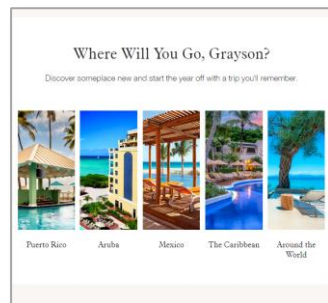 Where Will You Go, Grayson?
Discover someplace new and start the year off with a trip you'll remember.
Puerto Rico
Aruba
Mexico
The Caribbean
Around the
World